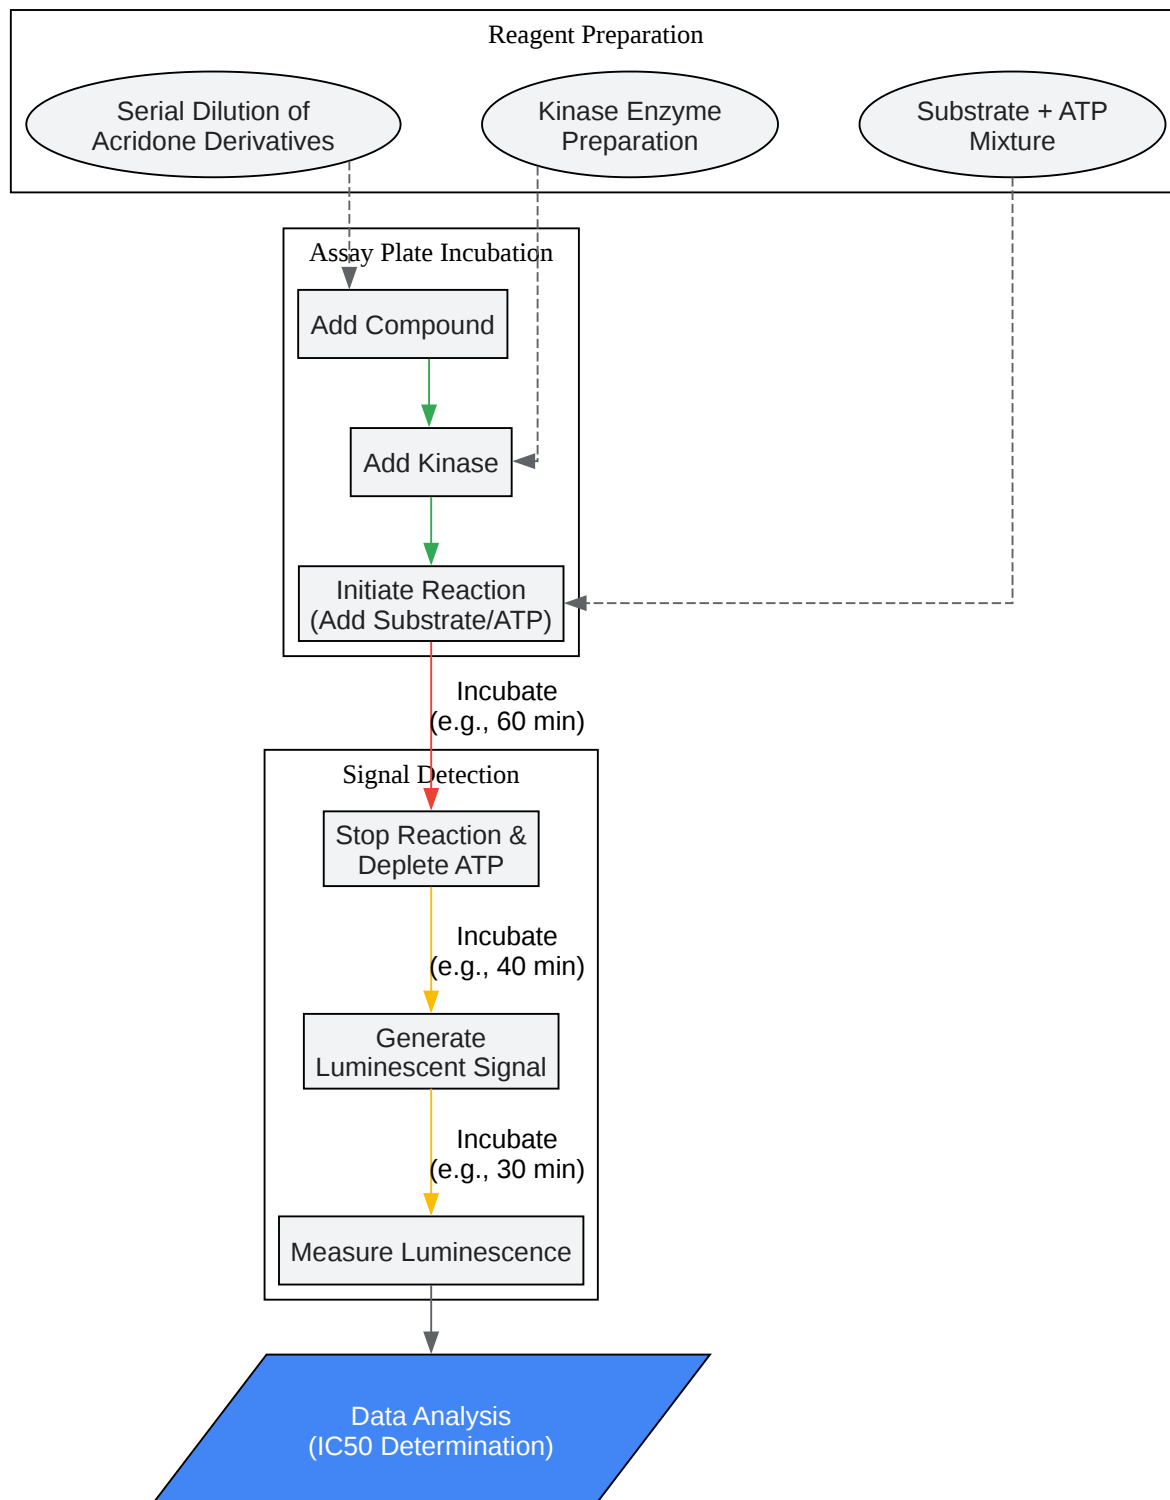 Reagent Preparation
Serial Dilution of
Acridone Derivatives
Kinase Enzyme
Preparation
Substrate + ATP
Mixture
Assay Plate Incubation
Add Compound
Add Kinase
Initiate Reaction
(Add Substrate/ATP)
Incubate
(e.g., 60 min)
Signal Detection
Stop Reaction &
Deplete ATP
Incubate
(e.g., 40 min)
Generate
Luminescent Signal
Incubate
(e.g., 30 min)
Measure Luminescence
Data Analysis
(IC50 Determination)